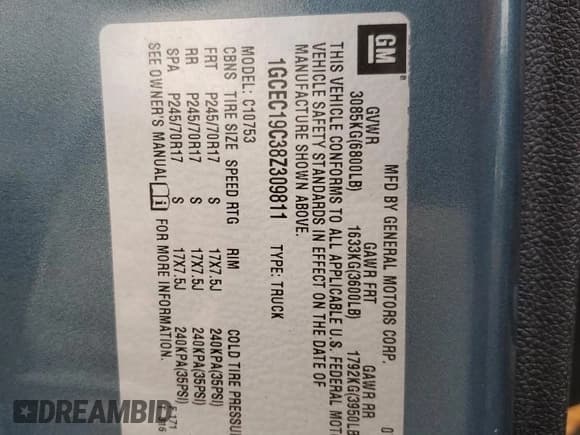 GM
MFD BY GENERAL MOTORS CORP.
GVWR GAWR FRT GAWR RR
3085KG(6800LB) 1633KG(3600LB) 1792KG(3950LB
THIS VEHICLE CONFORMS TO ALL APPLICABLE U.S. FEDERAL MOT
VEHICLE SAFETY STANDARDS IN EFFECT ON THE DATE OF
MANUFACTURE SHOWN ABOVE.
1GCEC19C38Z309811 TYPE: TRUCK
MODEL: C10753
CBNS TIRE SIZE SPEED RTG RIM COLD TIRE PRESSU
FRT P245/70R17 S 17X7.5J 240KPA(35PSI)
RR P245/70R17 S 17X7.5J 240KPA(35PSI)
SPA P245/70R17 S 17X7.5J 240KPA(35PSI)
SEE OWNER'S MANUAL i FOR MORE INFORMATION.
DREAMBID